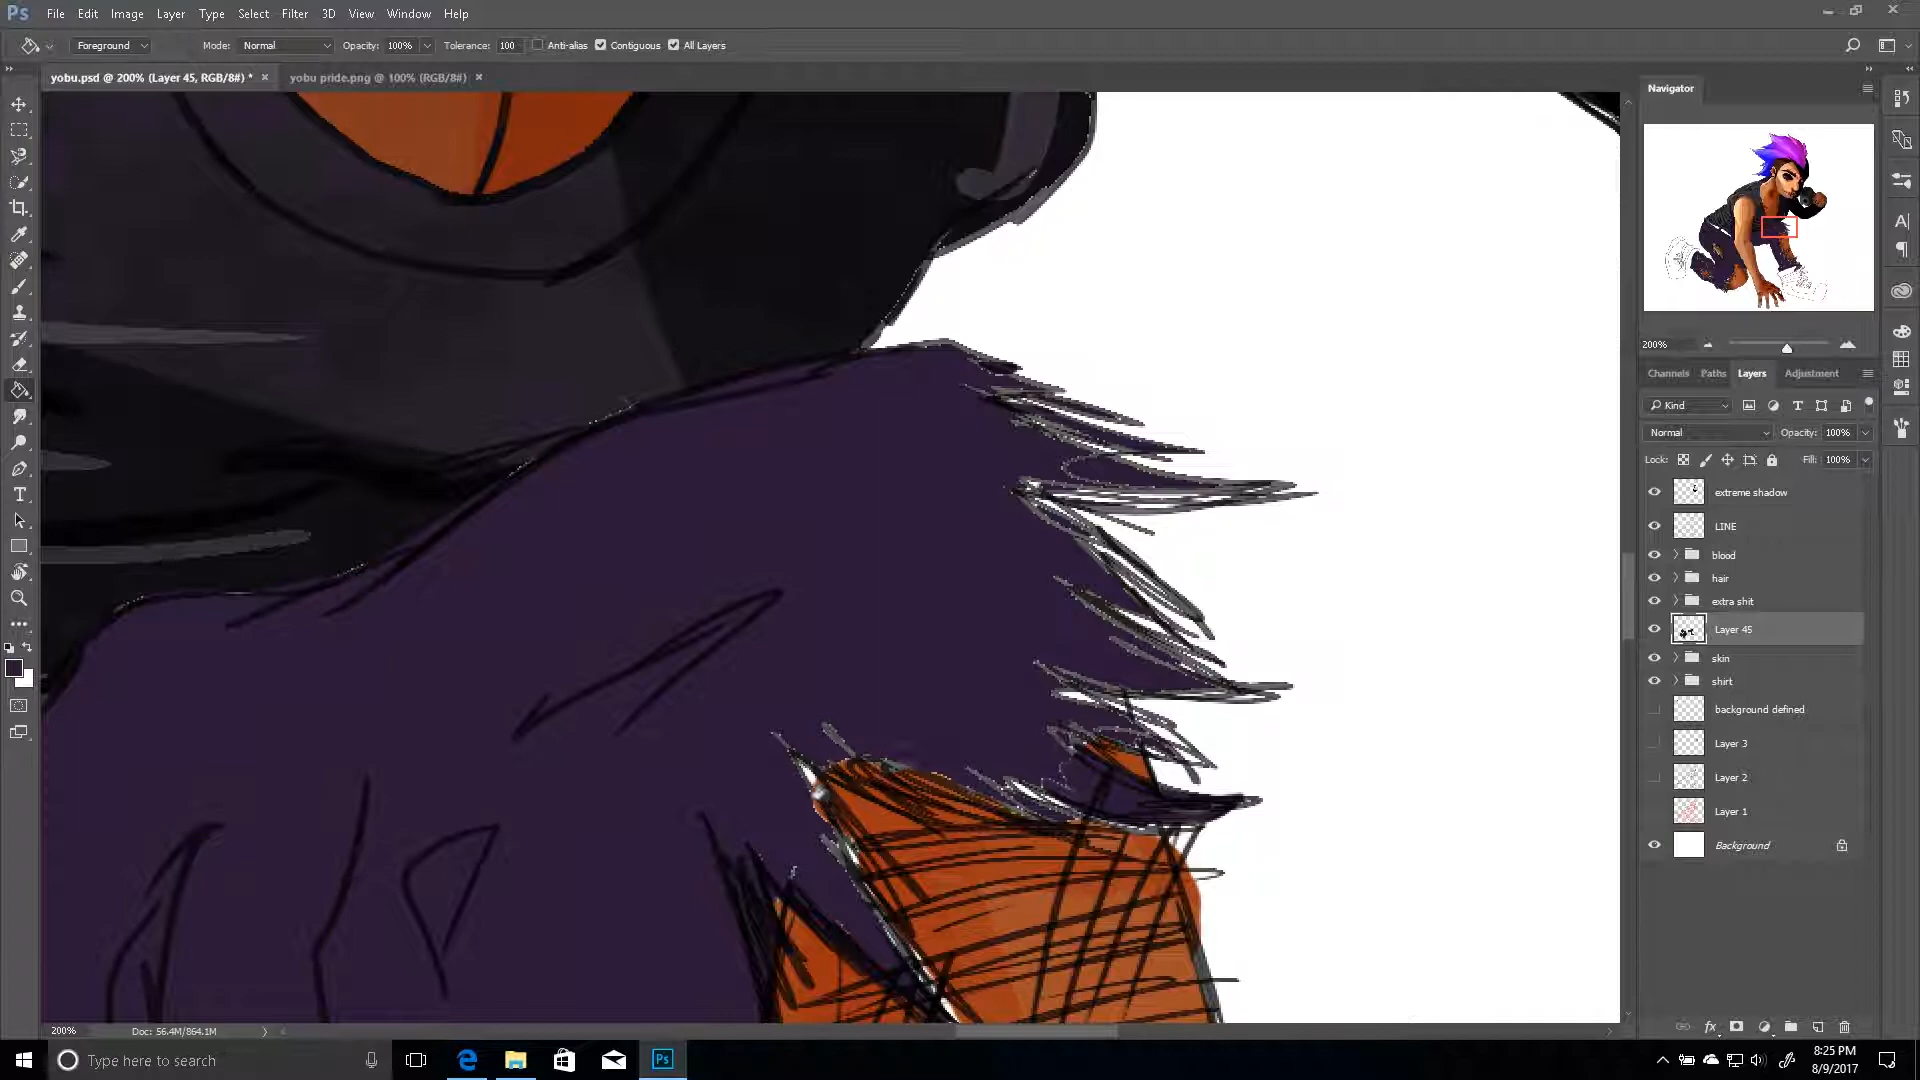 Ps File Edit Image Layer Type Select Filter 3D View Window Help
Foreground Mode: Normal Opacity: 100% Tolerance: 100 Anti-alias Contiguous All Layers
yobu.psd @ 200% (Layer 45, RGB/8#) * × yobu pride.png @ 100% (RGB/8#) ×
Navigator
200%
Channels Paths Layers Adjustment
Kind
Normal Opacity: 100%
Lock: Fill: 100%
extreme shadow
LINE
blood
hair
extra shit
Layer 45
skin
shirt
background defined
Layer 3
Layer 2
Layer 1
Background
fx
200% Doc: 56.4M/864.1M
Type here to search
Ps
8:25 PM
8/9/2017